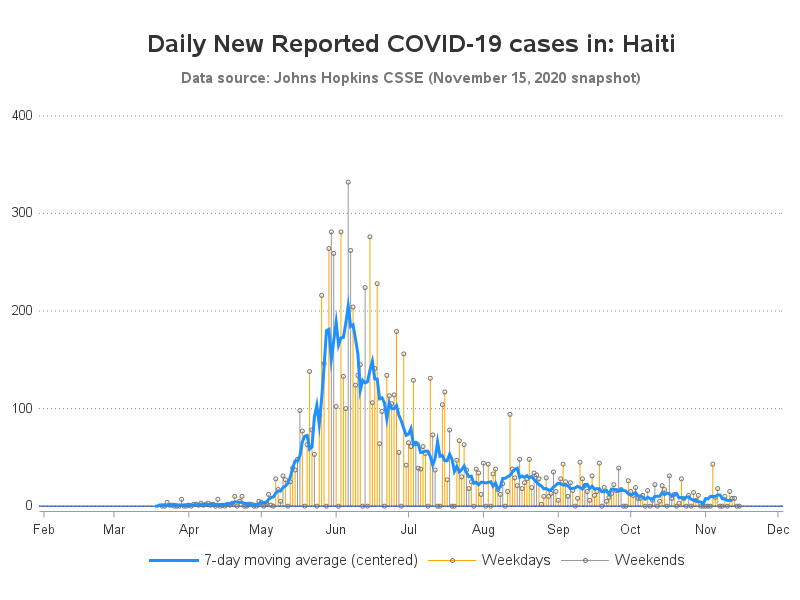 Daily New Reported COVID-19 cases in: Haiti
Data source: Johns Hopkins CSSE (November 15, 2020 snapshot)
400
300
200
100
0
Feb Mar Apr May Jun Jul Aug Sep Oct Nov Dec
7-day moving average (centered) Weekdays Weekends